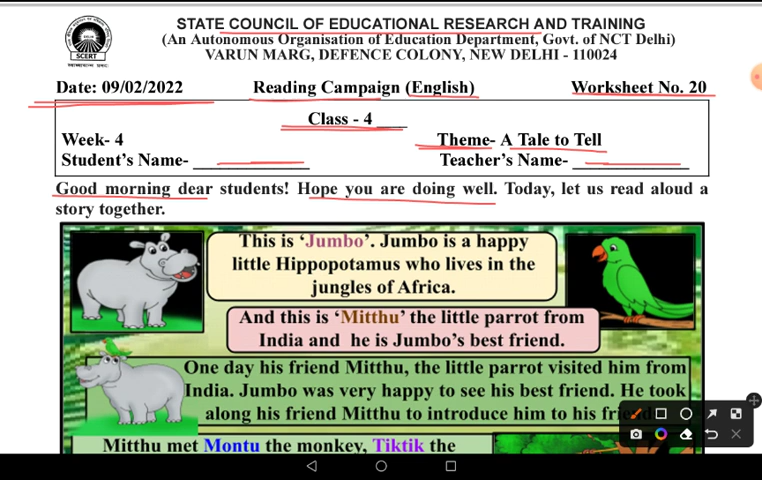 STATE COUNCIL OF EDUCATIONAL RESEARCH AND TRAINING
(An Autonomous Organisation of Education Department, Govt. of NCT Delhi)
VARUN MARG, DEFENCE COLONY, NEW DELHI - 110024
SCERT
Date: 09/02/2022 Reading Campaign (English) Worksheet No. 20
Class - 4
Week- 4 Theme- A Tale to Tell
Student's Name- Teacher's Name-
Good morning dear students! Hope you are doing well. Today, let us read aloud a
story together.
This is ‘Jumbo’. Jumbo is a happy
little Hippopotamus who lives in the
jungles of Africa.
And this is ‘Mitthu’ the little parrot from
India and he is Jumbo's best friend.
One day his friend Mitthu, the little parrot visited him from
India. Jumbo was very happy to see his best friend. He took
along his friend Mitthu to introduce him to his
Mitthu met Montu the monkey, Tiktik the